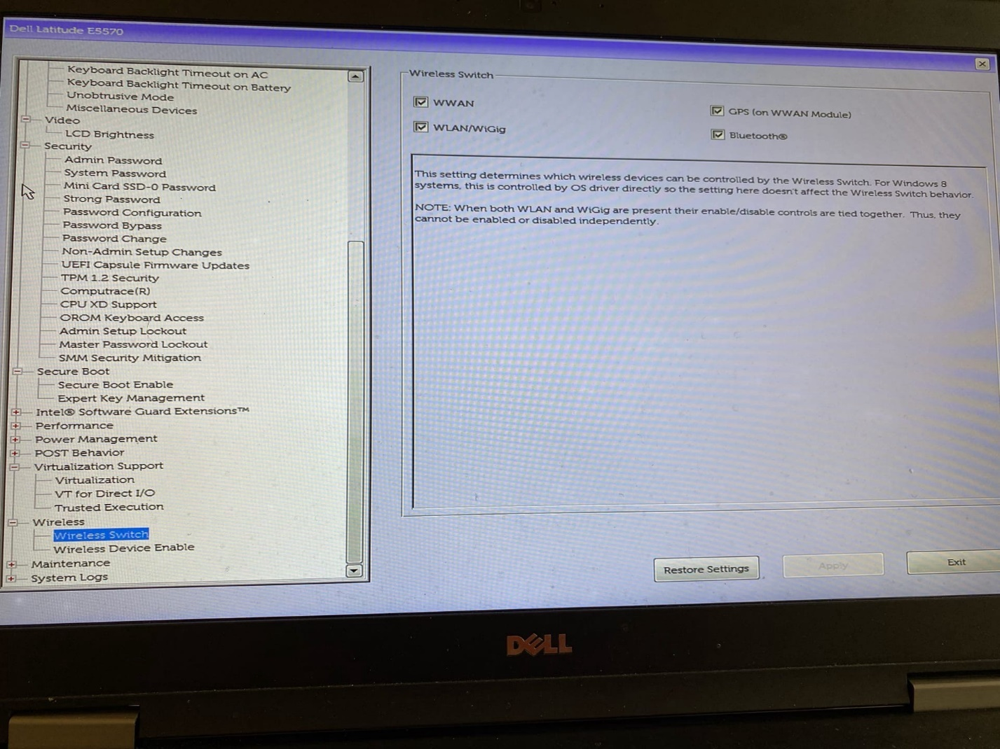 Dell Latitude E5570
Keyboard Backlight Timeout on AC
Keyboard Backlight Timeout on Battery
Unobtrusive Mode
Miscellaneous Devices
Video
LCD Brightness
Security
Admin Password
System Password
Mini Card SSD-0 Password
Strong Password
Password Configuration
Password Bypass
Password Change
Non-Admin Setup Changes
UEFI Capsule Firmware Updates
TPM 1.2 Security
Computrace(R)
CPU XD Support
OROM Keyboard Access
Admin Setup Lockout
Master Password Lockout
SMM Security Mitigation
Secure Boot
Secure Boot Enable
Expert Key Management
Intel® Software Guard Extensions™
Performance
Power Management
POST Behavior
Virtualization Support
Virtualization
VT for Direct I/O
Trusted Execution
Wireless
Wireless Switch
Wireless Device Enable
Maintenance
System Logs
Wireless Switch
WWAN
GPS (on WWAN Module)
WLAN/WiGig
Bluetooth®
This setting determines which wireless devices can be controlled by the Wireless Switch. For Windows 8
systems, this is controlled by OS driver directly so the setting here doesn't affect the Wireless Switch behavior.
NOTE: When both WLAN and WiGig are present their enable/disable controls are tied together. Thus, they
cannot be enabled or disabled independently.
Restore Settings
Apply
Exit
DELL